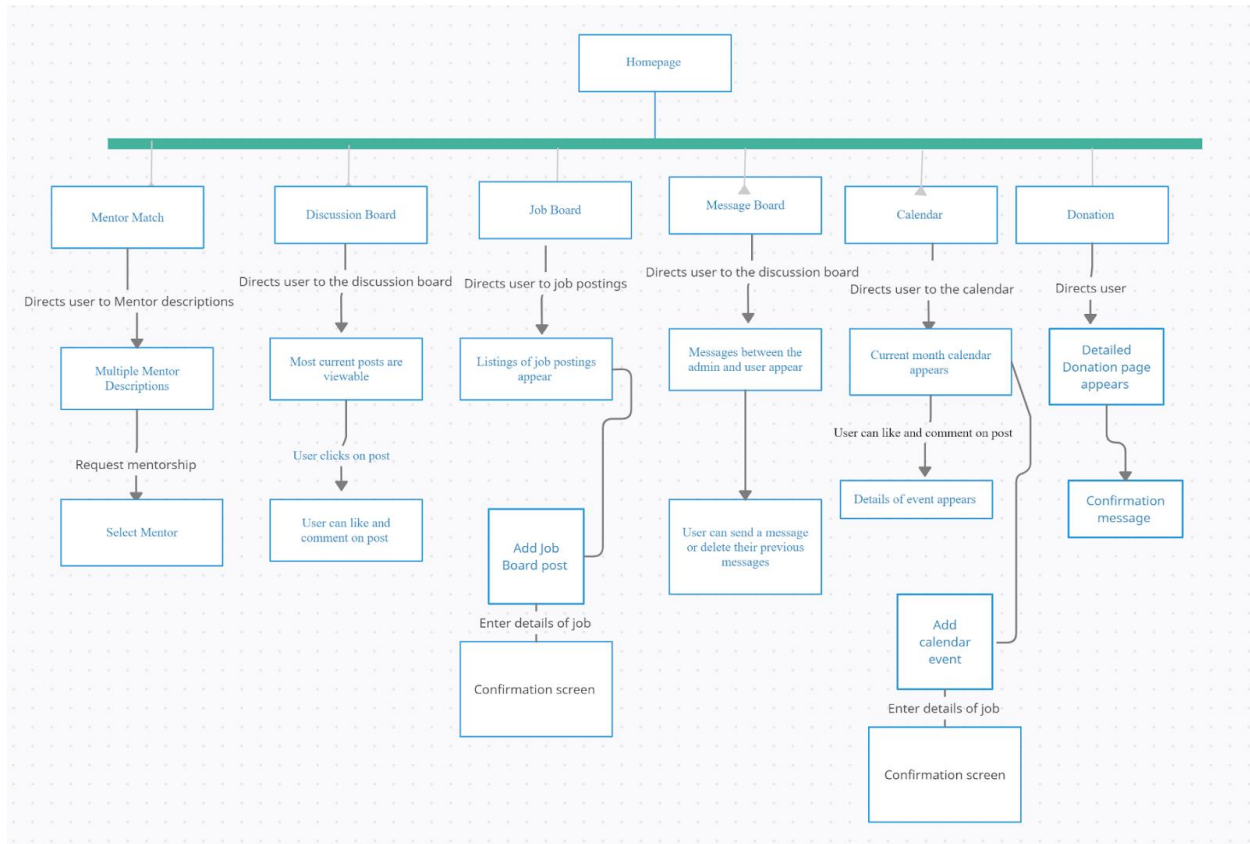 Homepage
Mentor Match
Discussion Board
Job Board
Message Board
Calendar
Donation
Directs user to Mentor descriptions
Directs user to the discussion board
Directs user to job postings
Directs user to the discussion board
Directs user to the calendar
Directs user
Multiple Mentor
Descriptions
Most current posts are
viewable
Listings of job postings
appear
Messages between the
admin and user appear
Current month calendar
appears
Detailed
Donation page
appears
Request mentorship
User clicks on post
User can like and comment on post
Select Mentor
User can like and
comment on post
Add Job
Board post
User can send a message
or delete their previous
messages
Details of event appears
Confirmation
message
Enter details of job
Confirmation screen
Add
calendar
event
Enter details of job
Confirmation screen